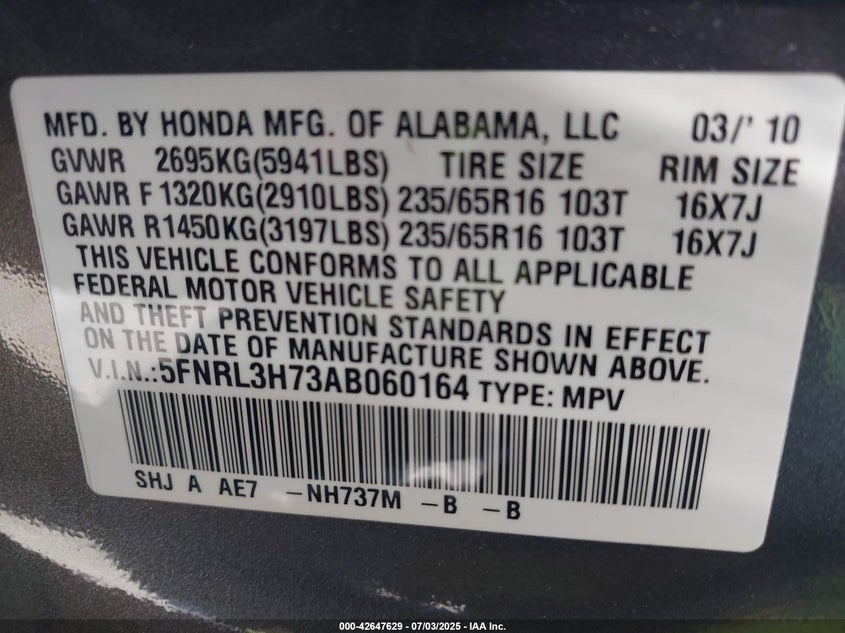 MFD. BY HONDA MFG. OF ALABAMA, LLC 03/' 10
GVWR 2695KG(5941LBS) TIRE SIZE RIM SIZE
GAWR F 1320KG(2910LBS) 235/65R16 103T 16X7J
GAWR R1450KG(3197LBS) 235/65R16 103T 16X7J
THIS VEHICLE CONFORMS TO ALL APPLICABLE
FEDERAL MOTOR VEHICLE SAFETY
AND THEFT PREVENTION STANDARDS IN EFFECT
ON THE DATE OF MANUFACTURE SHOWN ABOVE.
V.I.N.:5FNRL3H73AB060164 TYPE: MPV
SHJ A AE7 -NH737M -B -B
000-42647629 - 07/03/2025 - IAA Inc.